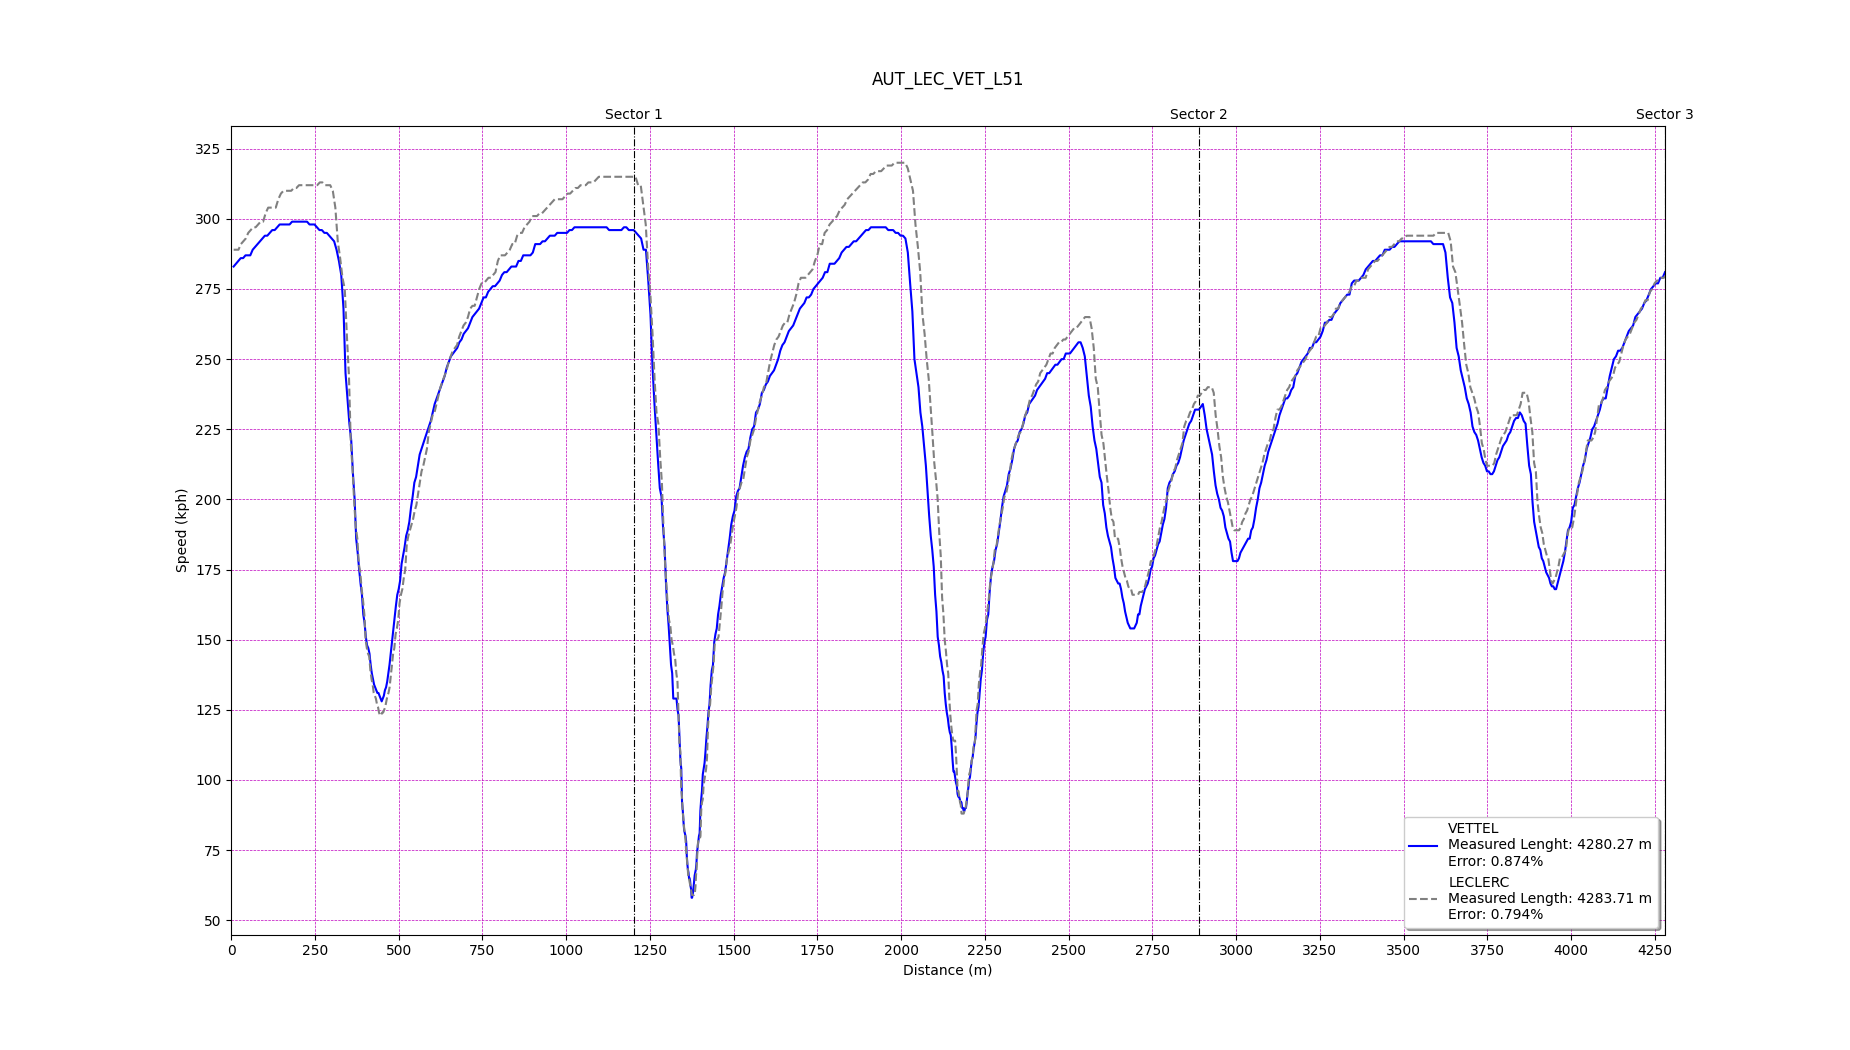 AUT_LEC_VET_L51
Sector 1
Sector 2
Sector 3
325
300
275
250
225
200
175
150
125
100
75
50
Speed (kph)
0
250
500
750
1000
1250
1500
1750
2000
2250
2500
2750
3000
3250
3500
3750
4000
4250
Distance (m)
VETTEL
Measured Lenght: 4280.27 m
Error: 0.874%
LECLERC
Measured Length: 4283.71 m
Error: 0.794%